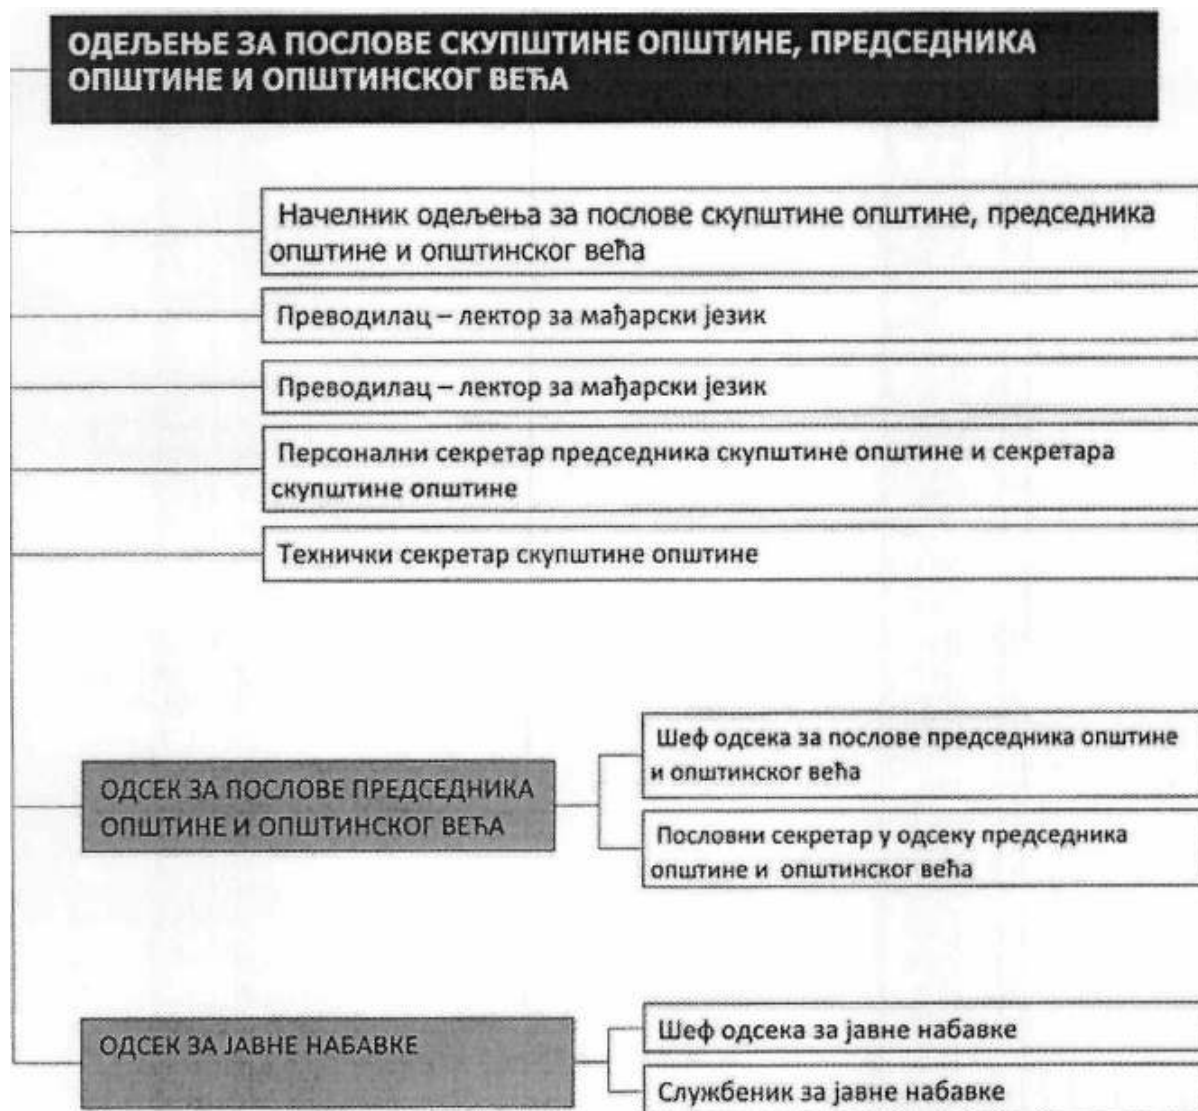 ОДЕЉЕЊЕ ЗА ПОСЛОВЕ СКУПШТИНЕ ОПШТИНЕ, ПРЕДСЕДНИКА
ОПШТИНЕ И ОПШТИНСКОГ ВЕЋА
Начелник одељења за послове скупштине општине, председника
општине и општинског већа
Преводилац – лектор за мађарски језик
Преводилац – лектор за мађарски језик
Персонални секретар председника скупштине општине и секретара
скупштине општине
Технички секретар скупштине општине
ОДСЕК ЗА ПОСЛОВЕ ПРЕДСЕДНИКА
ОПШТИНЕ И ОПШТИНСКОГ ВЕЋА
Шеф одсека за послове председника општине
и општинског већа
Пословни секретар у одсеку председника
општине и општинског већа
ОДСЕК ЗА ЈАВНЕ НАБАВКЕ
Шеф одсека за јавне набавке
Службеник за јавне набавке